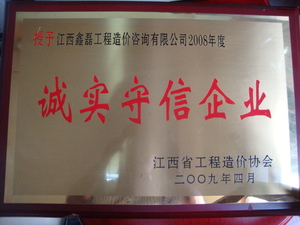 授予江西鑫磊工程造价咨询有限公司2008年度
诚实守信企业
江西省工程造价协会
二〇〇九年四月